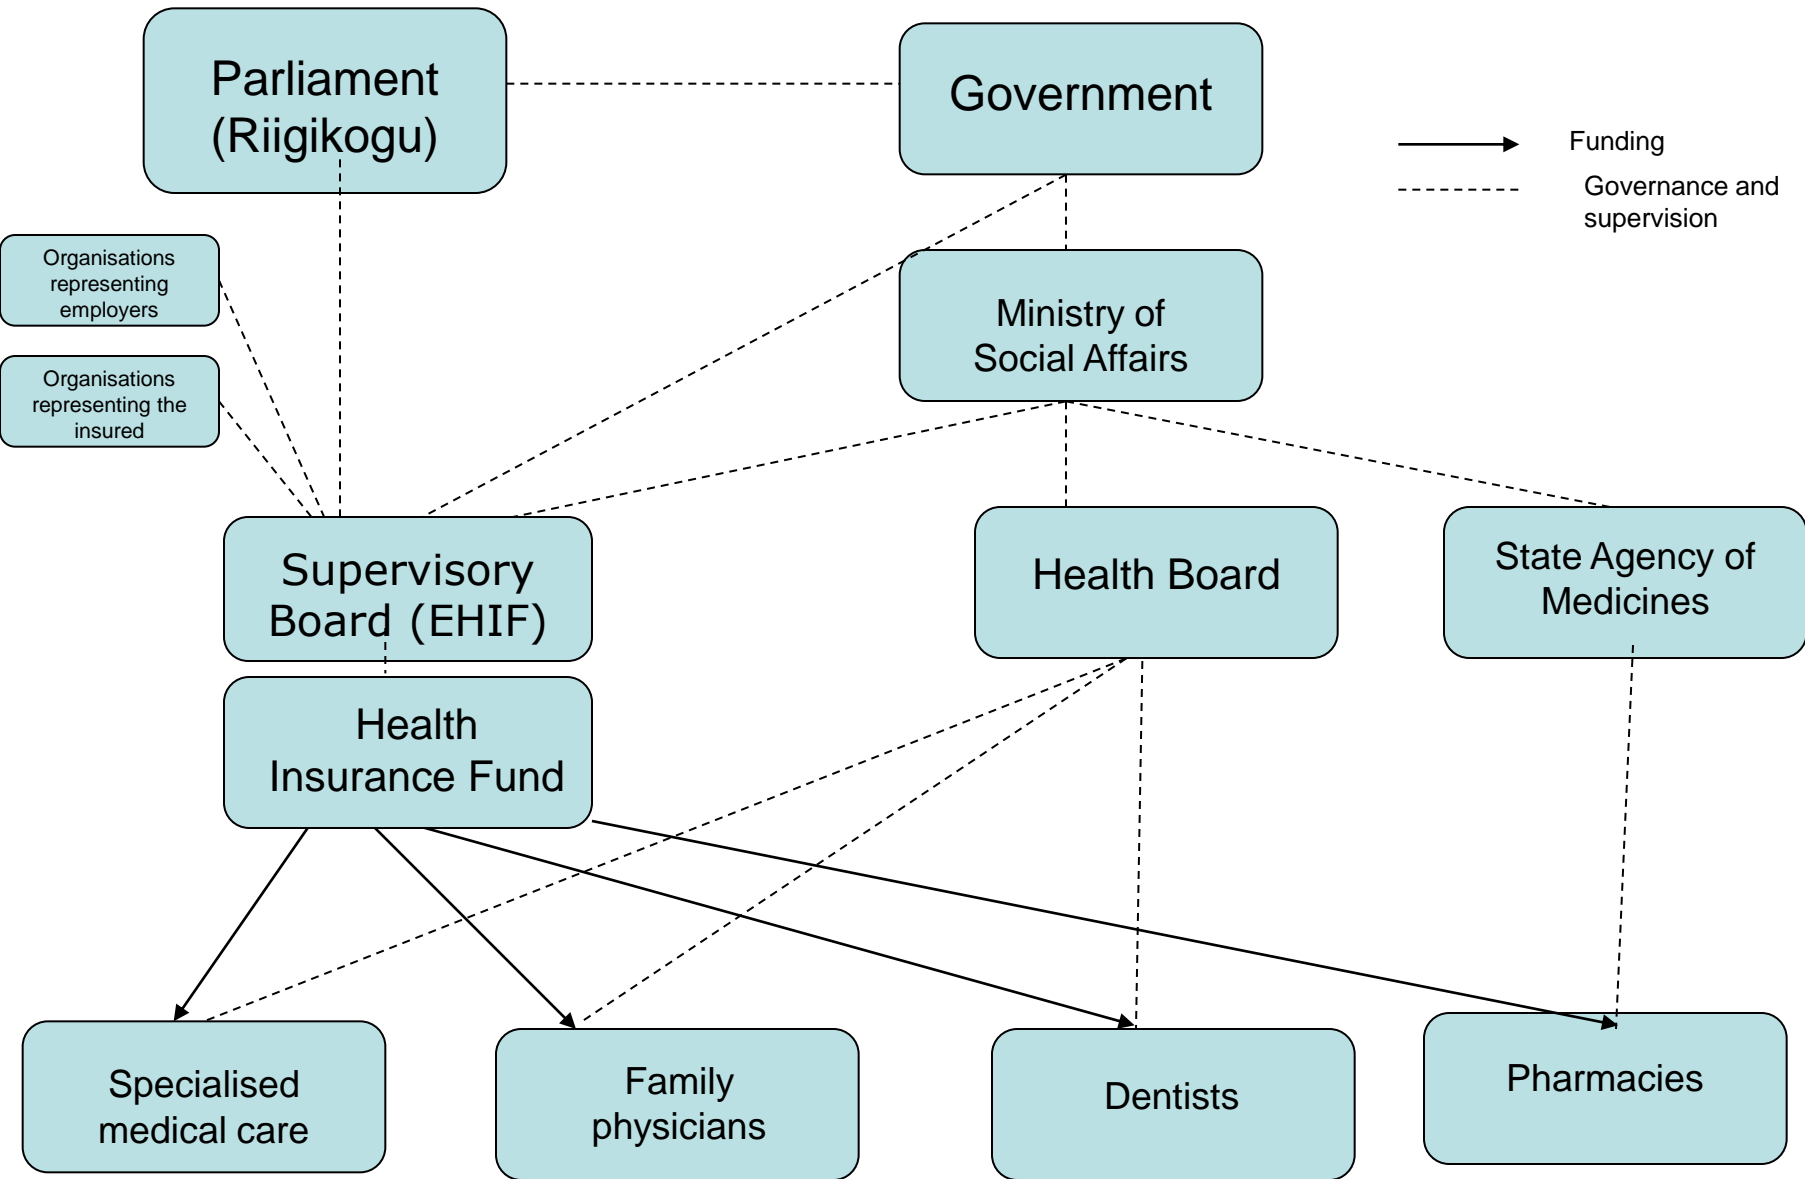 Parliament
(Riigikogu)
Government
Funding
Governance and
supervision
Organisations
representing
employers
Ministry of
Social Affairs
Organisations
representing the
insured
Supervisory
Board (EHIF)
Health Board
State Agency of
Medicines
Health
Insurance Fund
Specialised
medical care
Family
physicians
Dentists
Pharmacies